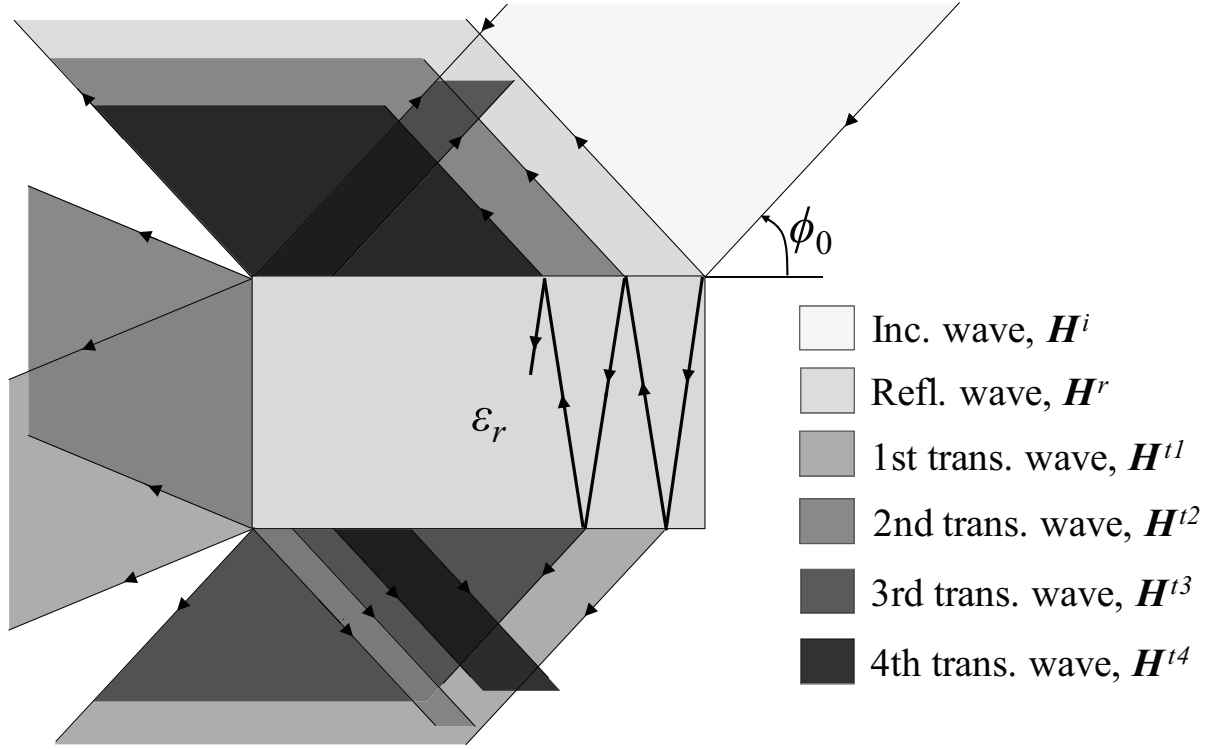 ϕ₀
Inc. wave, Hⁱ
Refl. wave, Hʳ
εᵣ
1st trans. wave, Hᵗ¹
2nd trans. wave, Hᵗ²
3rd trans. wave, Hᵗ³
4th trans. wave, Hᵗ⁴